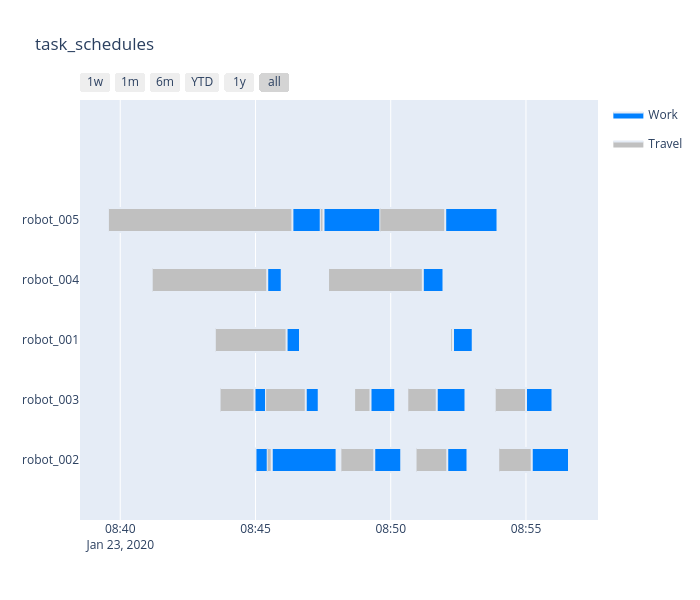 task_schedules
1w 1m 6m YTD 1y all
Work
Travel
robot_005
robot_004
robot_001
robot_003
robot_002
08:40 08:45 08:50 08:55
Jan 23, 2020